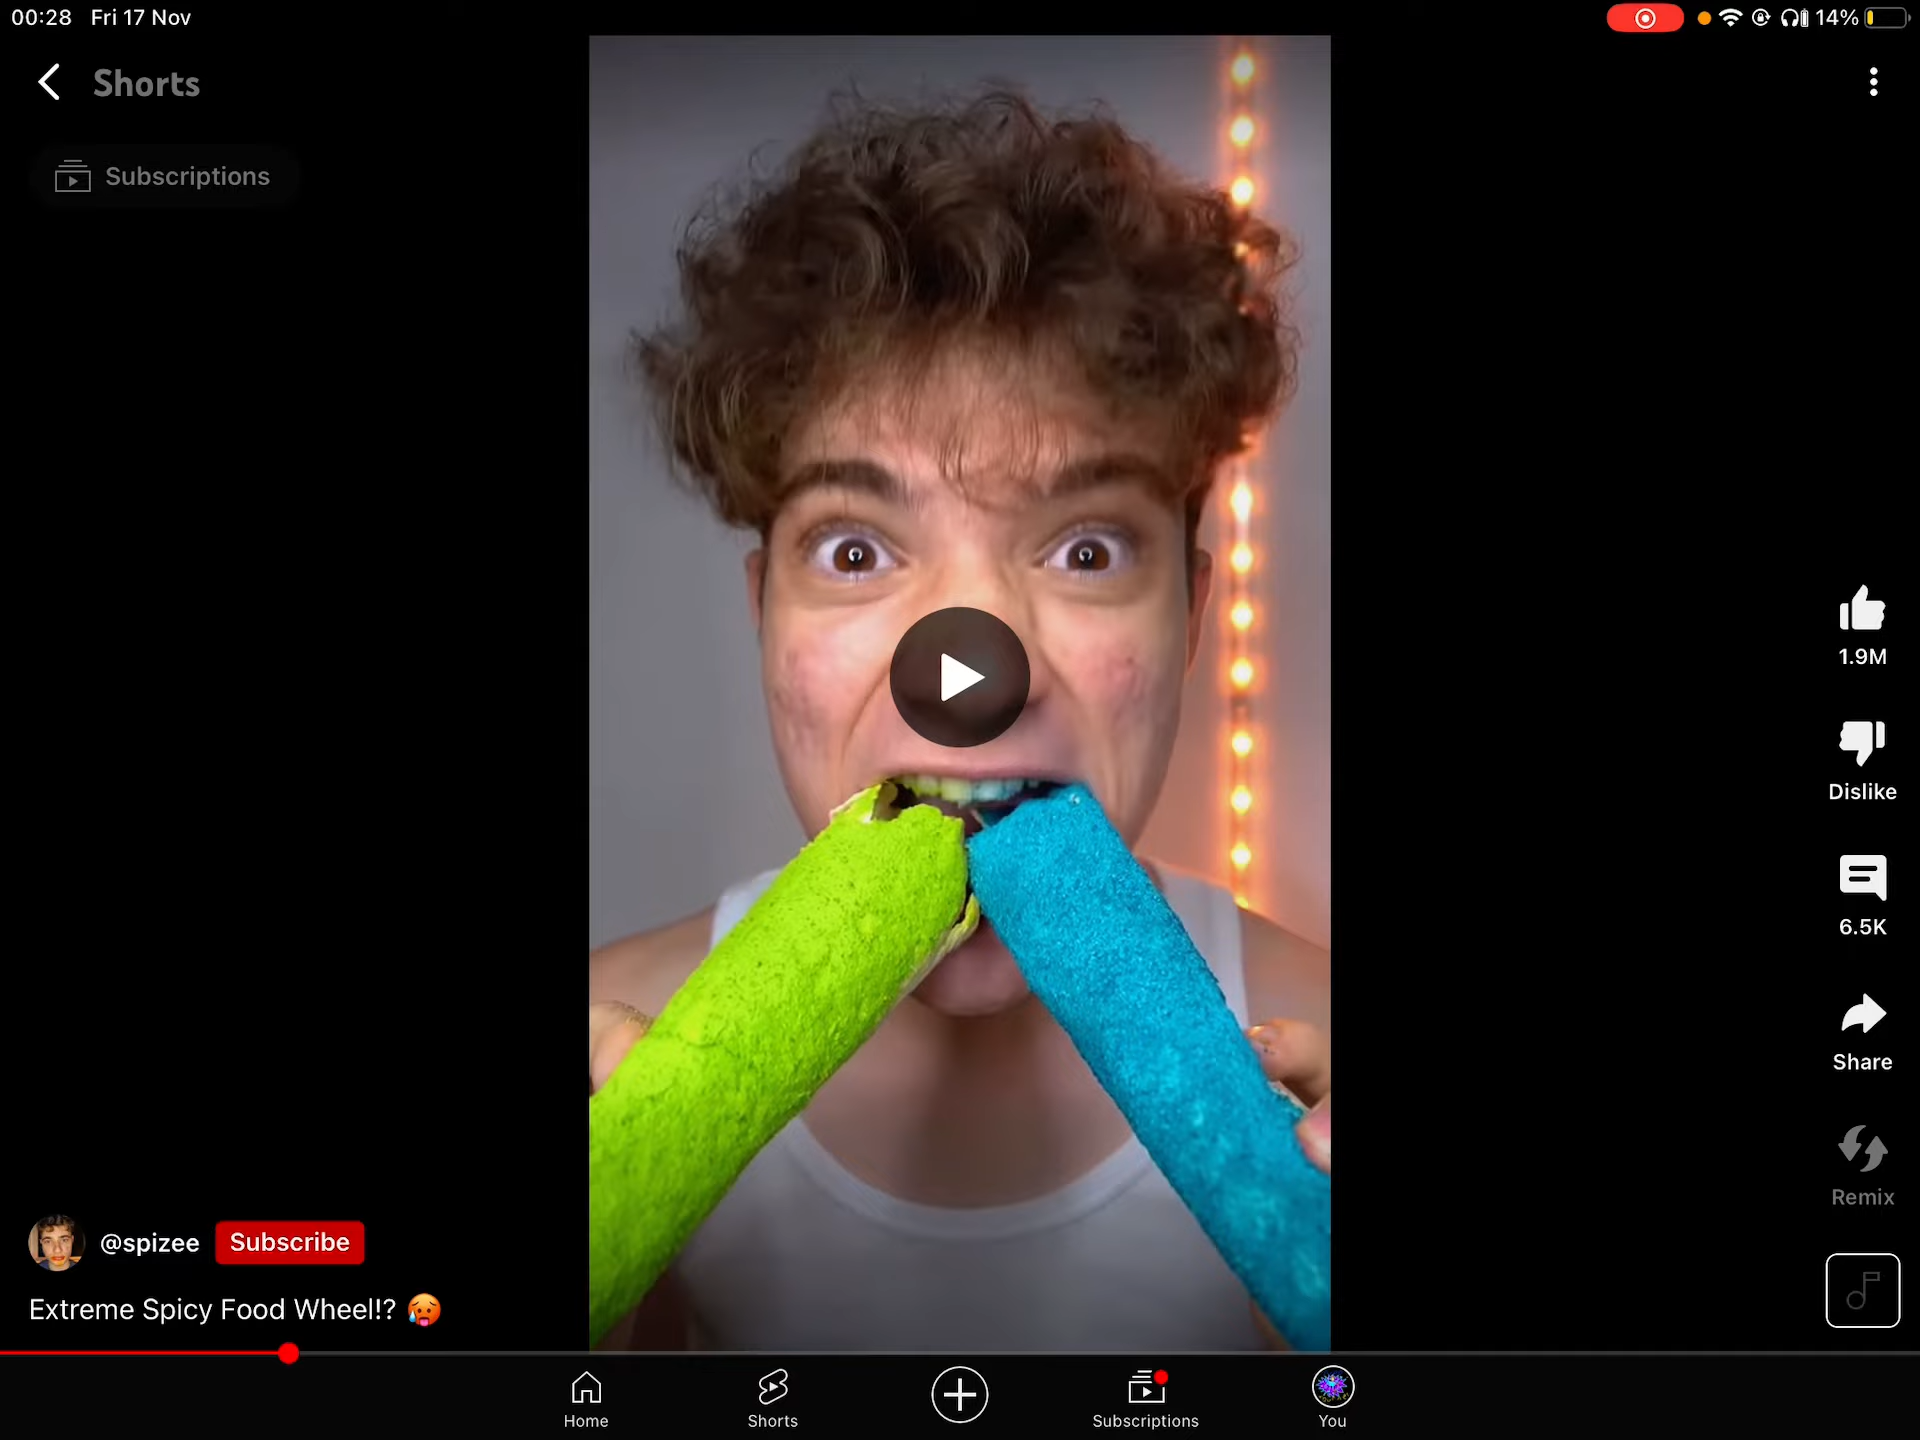 00:28 Fri 17 Nov
14%
Shorts
Subscriptions
1.9M
Dislike
6.5K
Share
Remix
@spizee Subscribe
Extreme Spicy Food Wheel!? 🥵
Home Shorts Subscriptions You